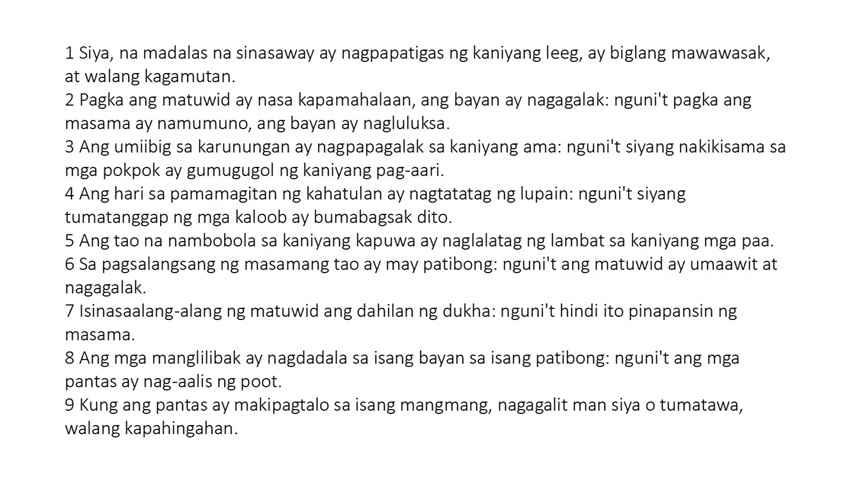 1 Siya, na madalas na sinasaway ay nagpapatigas ng kaniyang leeg, ay biglang mawawasak,
at walang kagamutan.
2 Pagka ang matuwid ay nasa kapamahalaan, ang bayan ay nagagalak: nguni't pagka ang
masama ay namumuno, ang bayan ay nagluluksa.
3 Ang umiibig sa karunungan ay nagpapagalak sa kaniyang ama: nguni't siyang nakikisama sa
mga pokpok ay gumugugol ng kaniyang pag-aari.
4 Ang hari sa pamamagitan ng kahatulan ay nagtatatag ng lupain: nguni't siyang
tumatanggap ng mga kaloob ay bumabagsak dito.
5 Ang tao na nambobola sa kaniyang kapuwa ay naglalatag ng lambat sa kaniyang mga paa.
6 Sa pagsalangsang ng masamang tao ay may patibong: nguni't ang matuwid ay umaawit at
nagagalak.
7 Isinasaalang-alang ng matuwid ang dahilan ng dukha: nguni't hindi ito pinapansin ng
masama.
8 Ang mga manglilibak ay nagdadala sa isang bayan sa isang patibong: nguni't ang mga
pantas ay nag-aalis ng poot.
9 Kung ang pantas ay makipagtalo sa isang mangmang, nagagalit man siya o tumatawa,
walang kapahingahan.